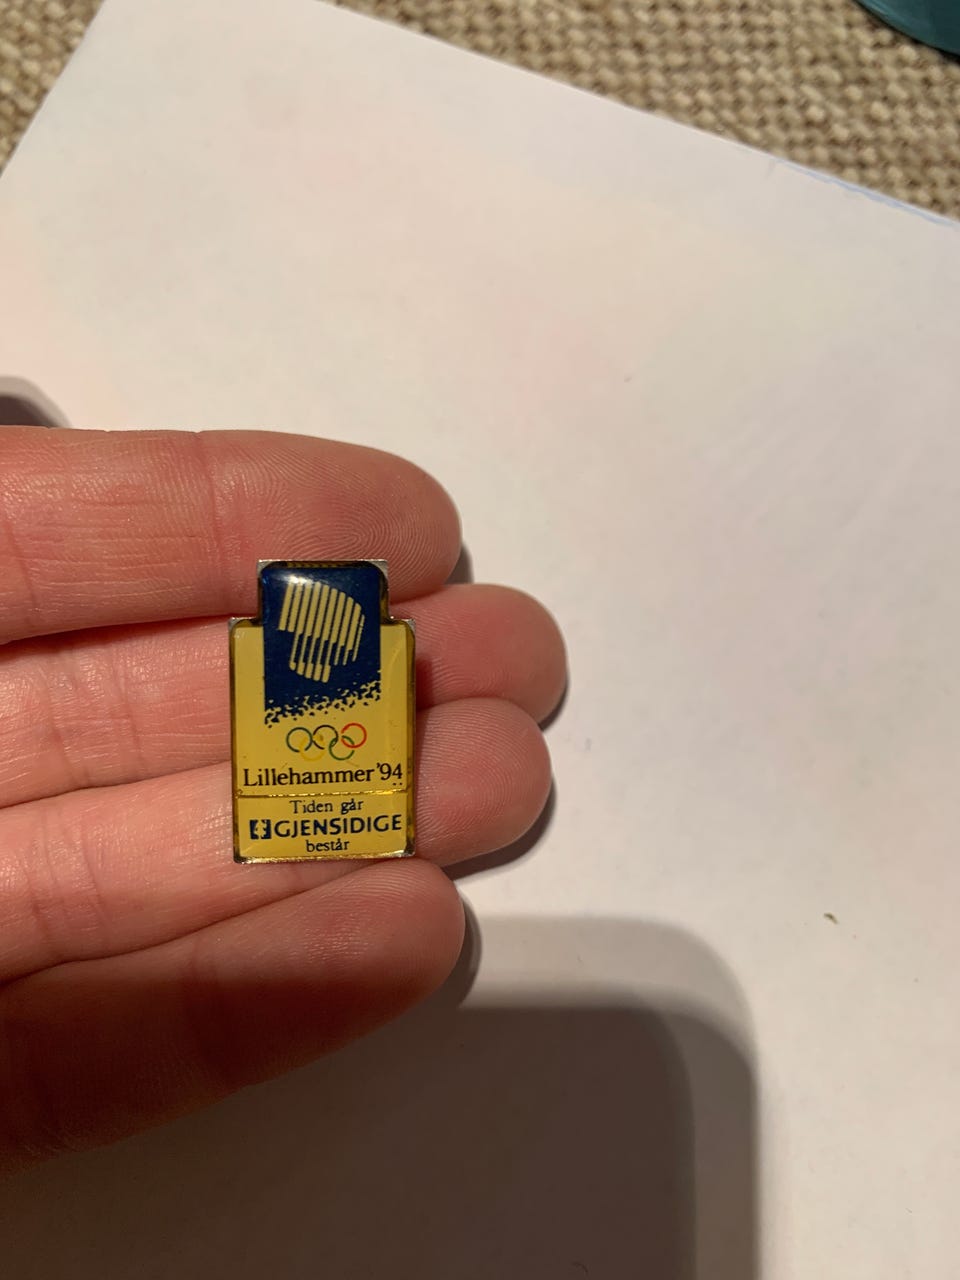 Lillehammer '94
Tiden går
GJENSIDIGE
består